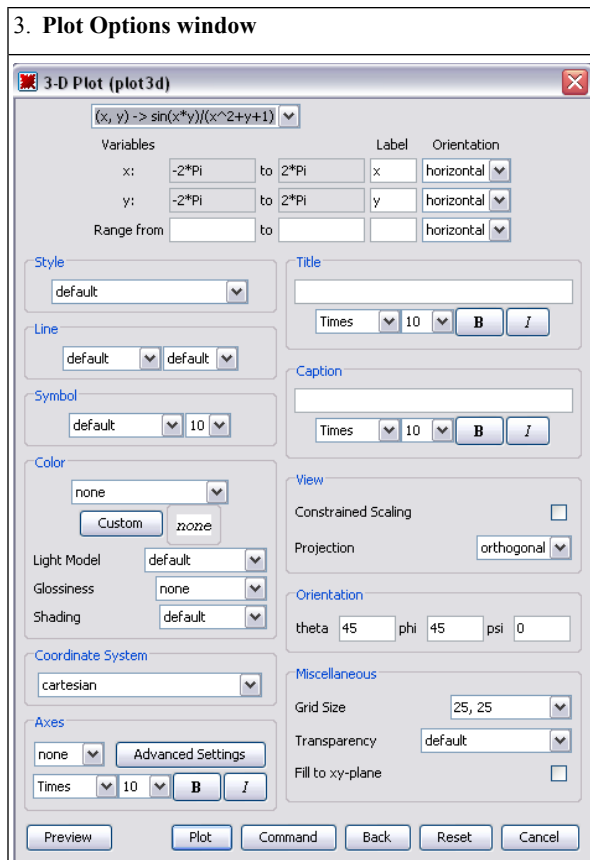 3. Plot Options window
3-D Plot (plot3d)
(x, y) -> sin(x*y)/(x^2+y+1)
Variables Label Orientation
x: -2*Pi to 2*Pi x horizontal
y: -2*Pi to 2*Pi y horizontal
Range from to horizontal
Style
default
Line
default default
Symbol
default 10
Color
none
Custom none
Light Model default
Glossiness none
Shading default
Coordinate System
cartesian
Axes
none Advanced Settings
Times 10 B I
Title
Times 10 B I
Caption
Times 10 B I
View
Constrained Scaling
Projection orthogonal
Orientation
theta 45 phi 45 psi 0
Miscellaneous
Grid Size 25, 25
Transparency default
Fill to xy-plane
Preview Plot Command Back Reset Cancel